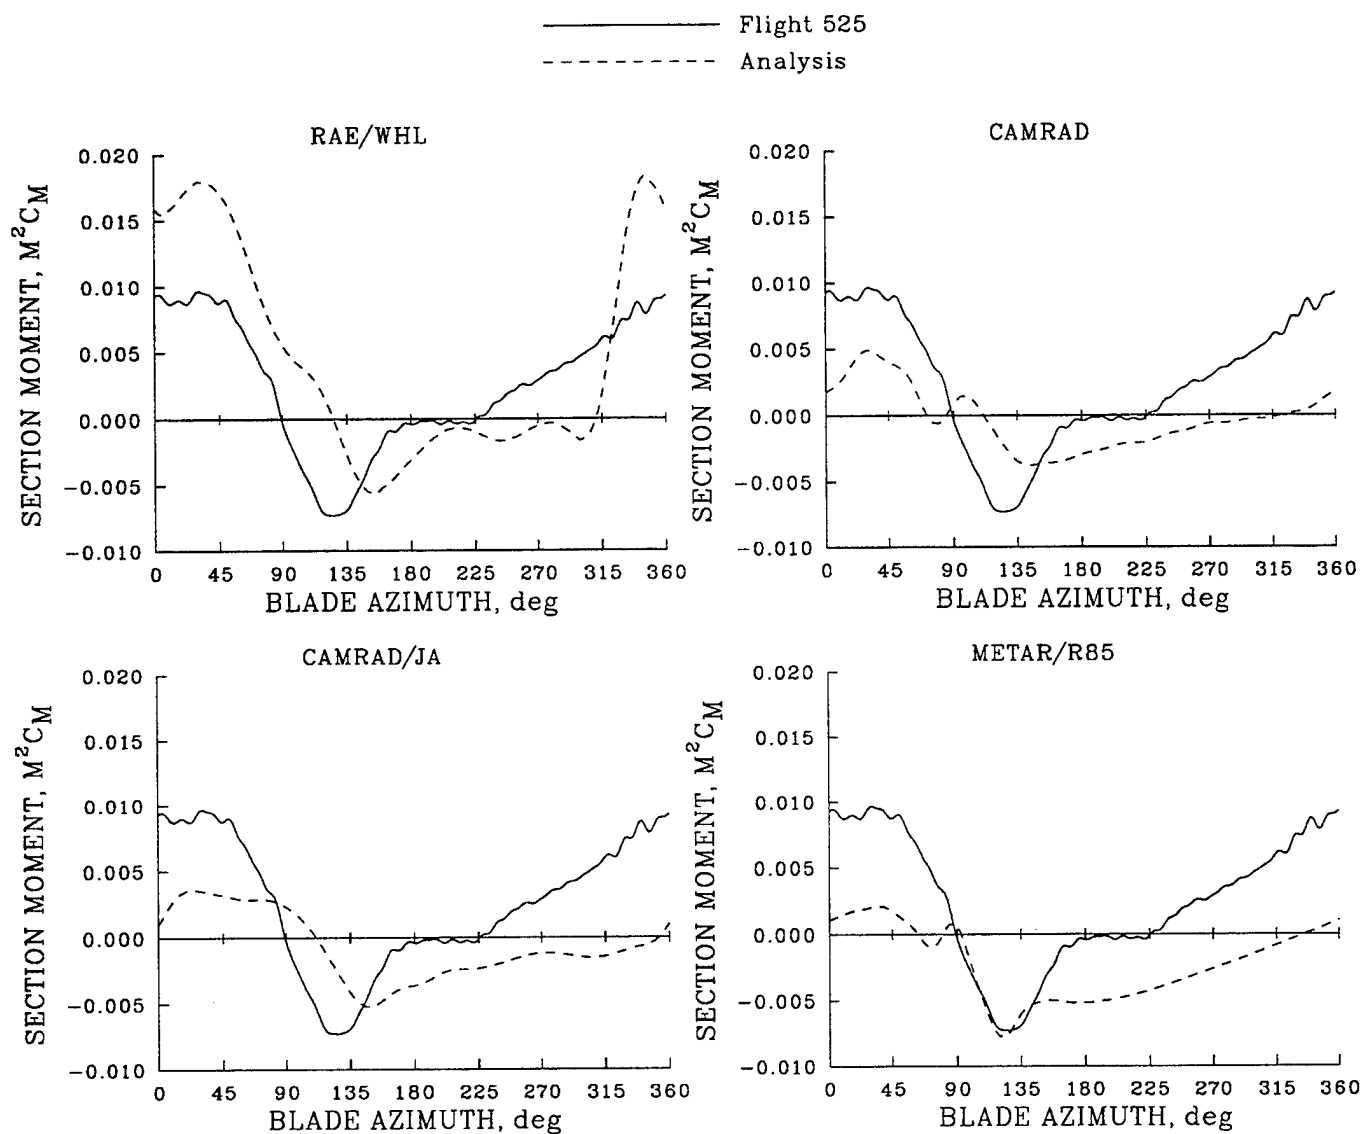 Flight 525
Analysis
RAE/WHL
0.020
0.015
0.010
0.005
0.000
−0.005
−0.010
SECTION MOMENT, M²C_M
0 45 90 135 180 225 270 315 360
BLADE AZIMUTH, deg
CAMRAD
0.020
0.015
0.010
0.005
0.000
−0.005
−0.010
SECTION MOMENT, M²C_M
0 45 90 135 180 225 270 315 360
BLADE AZIMUTH, deg
CAMRAD/JA
0.020
0.015
0.010
0.005
0.000
−0.005
−0.010
SECTION MOMENT, M²C_M
0 45 90 135 180 225 270 315 360
BLADE AZIMUTH, deg
METAR/R85
0.020
0.015
0.010
0.005
0.000
−0.005
−0.010
SECTION MOMENT, M²C_M
0 45 90 135 180 225 270 315 360
BLADE AZIMUTH, deg